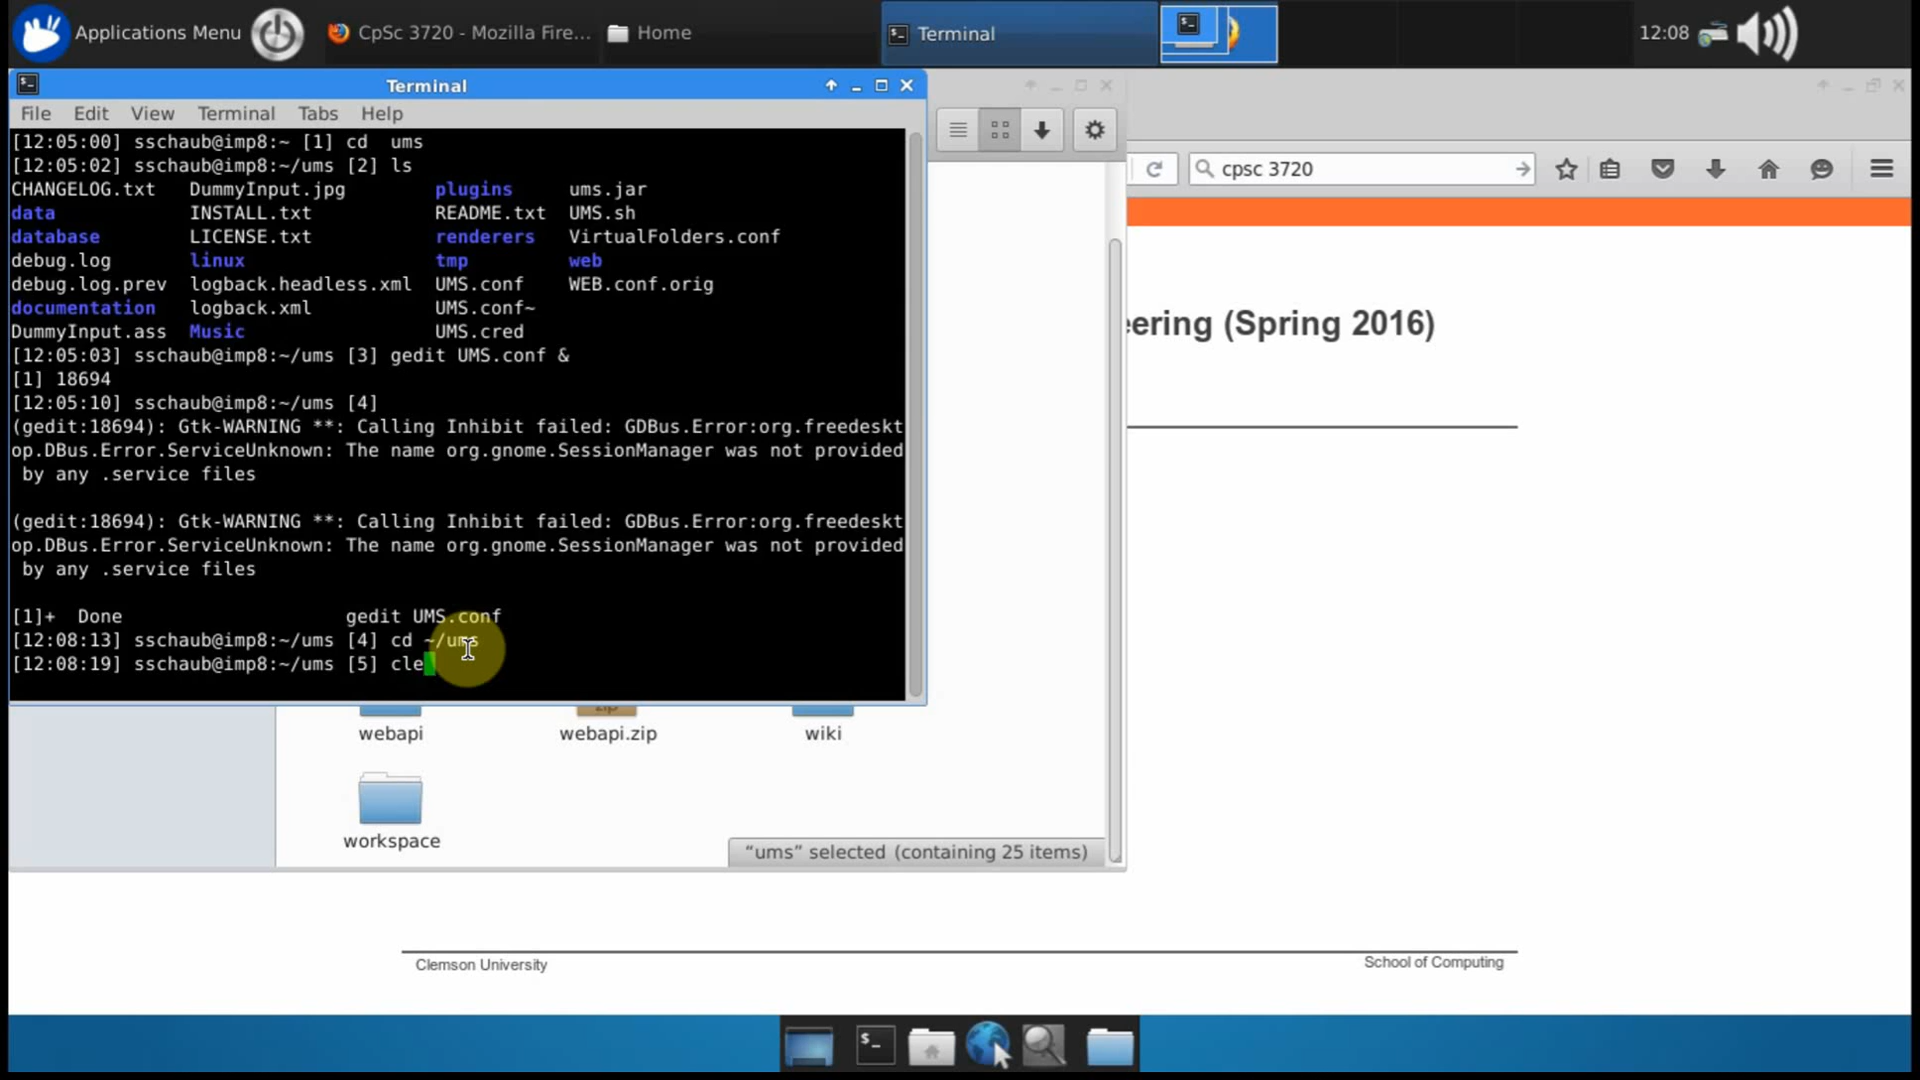 Applications Menu
CpSc 3720 - Mozilla Fire...
Home
Terminal
12:08
Terminal
File Edit View Terminal Tabs Help
[12:05:00] sschaub@imp8:~ [1] cd  ums
[12:05:02] sschaub@imp8:~/ums [2] ls
CHANGELOG.txt DummyInput.jpg plugins ums.jar
data INSTALL.txt README.txt UMS.sh
database LICENSE.txt renderers VirtualFolders.conf
debug.log linux tmp web
debug.log.prev logback.headless.xml UMS.conf WEB.conf.orig
documentation logback.xml UMS.conf~
DummyInput.ass Music UMS.cred
[12:05:03] sschaub@imp8:~/ums [3] gedit UMS.conf &
[1] 18694
[12:05:10] sschaub@imp8:~/ums [4]
(gedit:18694): Gtk-WARNING **: Calling Inhibit failed: GDBus.Error:org.freedeskt
op.DBus.Error.ServiceUnknown: The name org.gnome.SessionManager was not provided
by any .service files
(gedit:18694): Gtk-WARNING **: Calling Inhibit failed: GDBus.Error:org.freedeskt
op.DBus.Error.ServiceUnknown: The name org.gnome.SessionManager was not provided
by any .service files
[1]+ Done gedit UMS.conf
[12:08:13] sschaub@imp8:~/ums [4] cd ~/ums
[12:08:19] sschaub@imp8:~/ums [5] cle
cpsc 3720
eering (Spring 2016)
zip
webapi
webapi.zip
wiki
workspace
"ums" selected (containing 25 items)
Clemson University
School of Computing